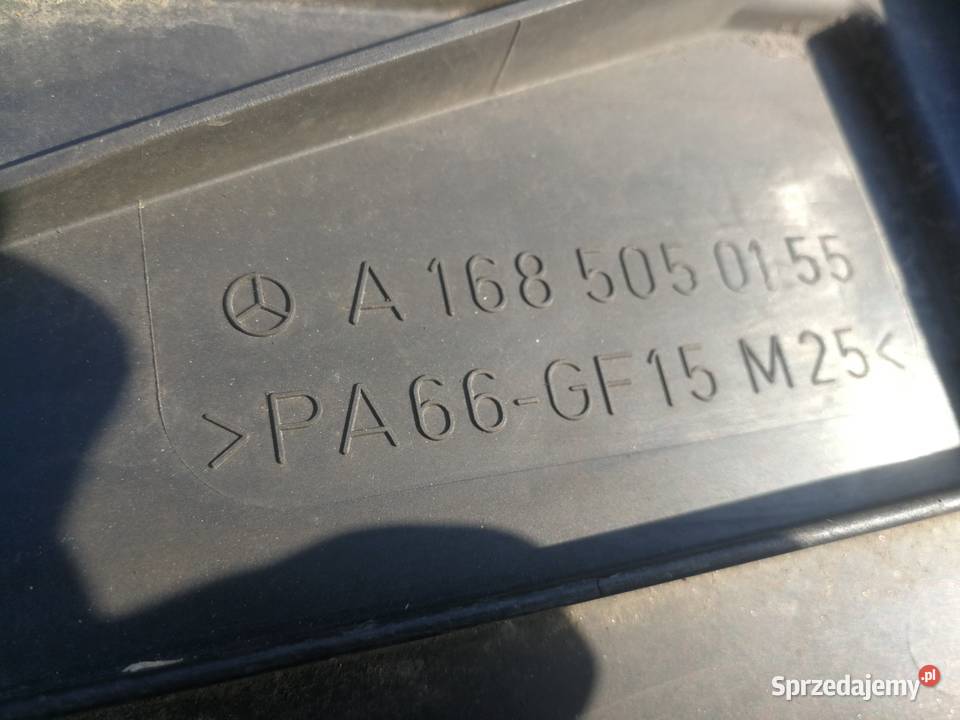 A 168 505 01 55
>PA66-GF15 M25<
Sprzedajemy.pl